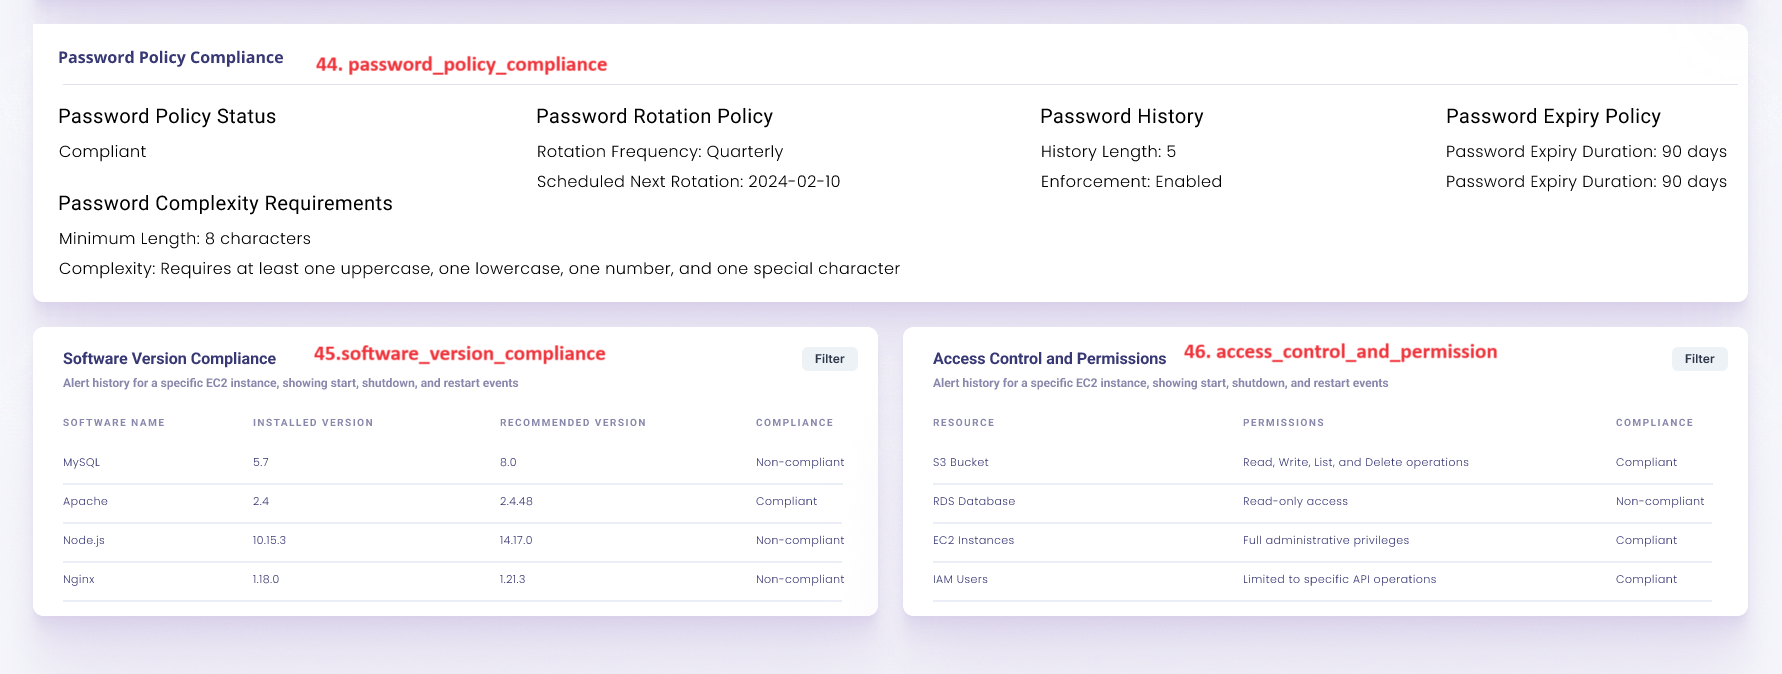 Password Policy Compliance 44. password_policy_compliance
Password Policy Status Password Rotation Policy Password History Password Expiry Policy
Compliant Rotation Frequency: Quarterly History Length: 5 Password Expiry Duration: 90 days
Scheduled Next Rotation: 2024-02-10 Enforcement: Enabled Password Expiry Duration: 90 days
Password Complexity Requirements
Minimum Length: 8 characters
Complexity: Requires at least one uppercase, one lowercase, one number, and one special character
Software Version Compliance 45.software_version_compliance Filter
Alert history for a specific EC2 instance, showing start, shutdown, and restart events
SOFTWARE NAME INSTALLED VERSION RECOMMENDED VERSION COMPLIANCE
MySQL 5.7 8.0 Non-compliant
Apache 2.4 2.4.48 Compliant
Node.js 10.15.3 14.17.0 Non-compliant
Nginx 1.18.0 1.21.3 Non-compliant
Access Control and Permissions 46. access_control_and_permission Filter
Alert history for a specific EC2 instance, showing start, shutdown, and restart events
RESOURCE PERMISSIONS COMPLIANCE
S3 Bucket Read, Write, List, and Delete operations Compliant
RDS Database Read-only access Non-compliant
EC2 Instances Full administrative privileges Compliant
IAM Users Limited to specific API operations Compliant